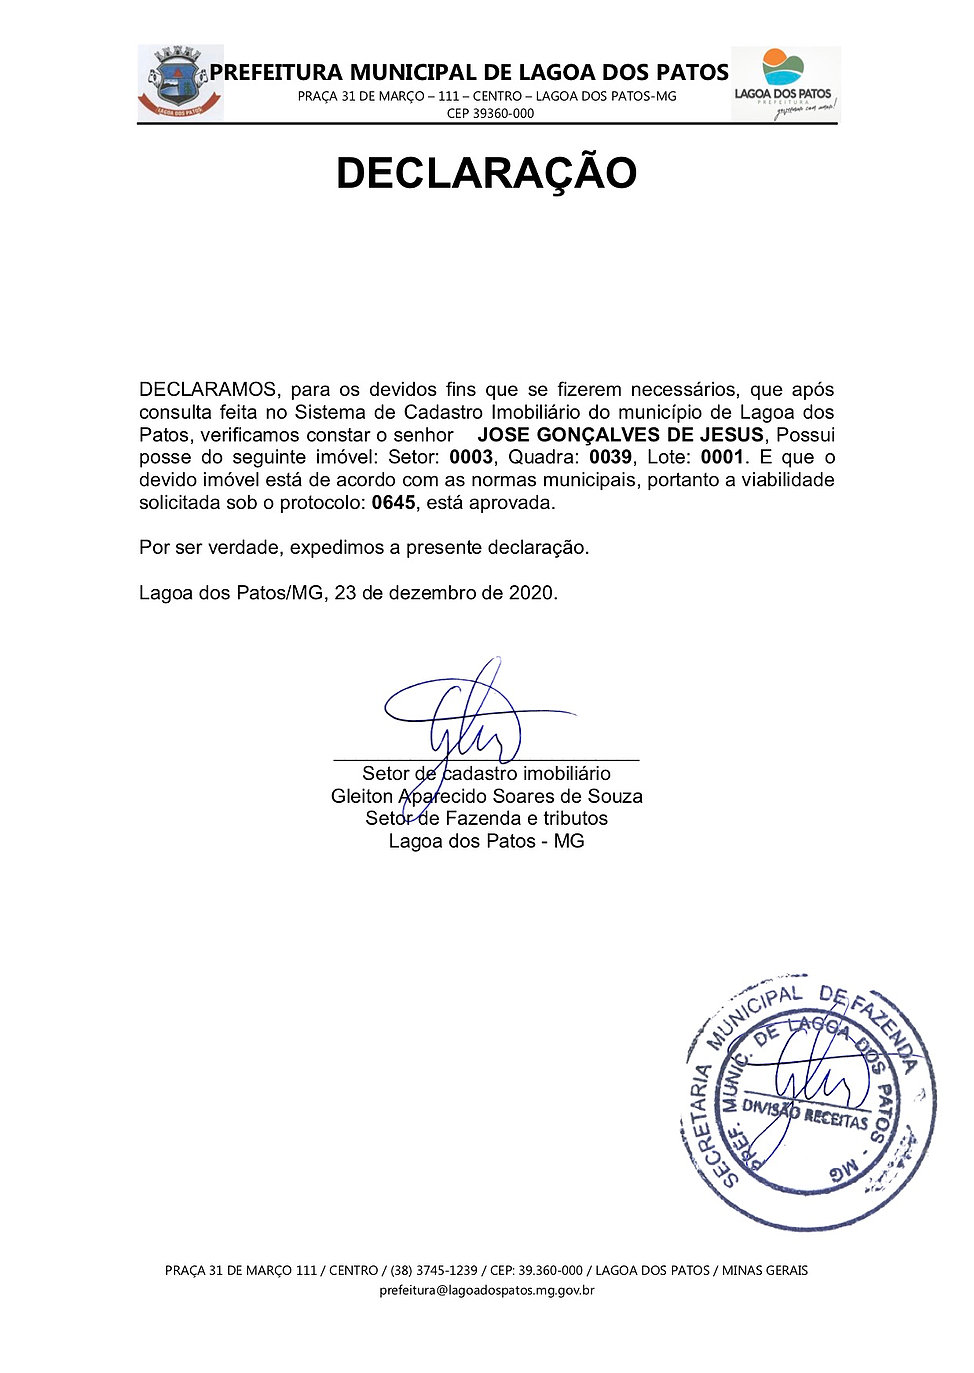 PREFEITURA MUNICIPAL DE LAGOA DOS PATOS
PRAÇA 31 DE MARÇO – 111 – CENTRO – LAGOA DOS PATOS-MG
CEP 39360-000
LAGOA DOS PATOS
LAGOA DOS PATOS
PREFEITURA
DECLARAÇÃO
DECLARAMOS, para os devidos fins que se fizerem necessários, que após
consulta feita no Sistema de Cadastro Imobiliário do município de Lagoa dos
Patos, verificamos constar o senhor JOSE GONÇALVES DE JESUS, Possui
posse do seguinte imóvel: Setor: 0003, Quadra: 0039, Lote: 0001. E que o
devido imóvel está de acordo com as normas municipais, portanto a viabilidade
solicitada sob o protocolo: 0645, está aprovada.
Por ser verdade, expedimos a presente declaração.
Lagoa dos Patos/MG, 23 de dezembro de 2020.
Setor de cadastro imobiliário
Gleiton Aparecido Soares de Souza
Setor de Fazenda e tributos
Lagoa dos Patos - MG
SECRETARIA MUNICIPAL DE FAZENDA
PREF. MUNIC. DE LAGOA DOS PATOS - MG
DIVISÃO RECEITAS
PRAÇA 31 DE MARÇO 111 / CENTRO / (38) 3745-1239 / CEP: 39.360-000 / LAGOA DOS PATOS / MINAS GERAIS
prefeitura@lagoadospatos.mg.gov.br